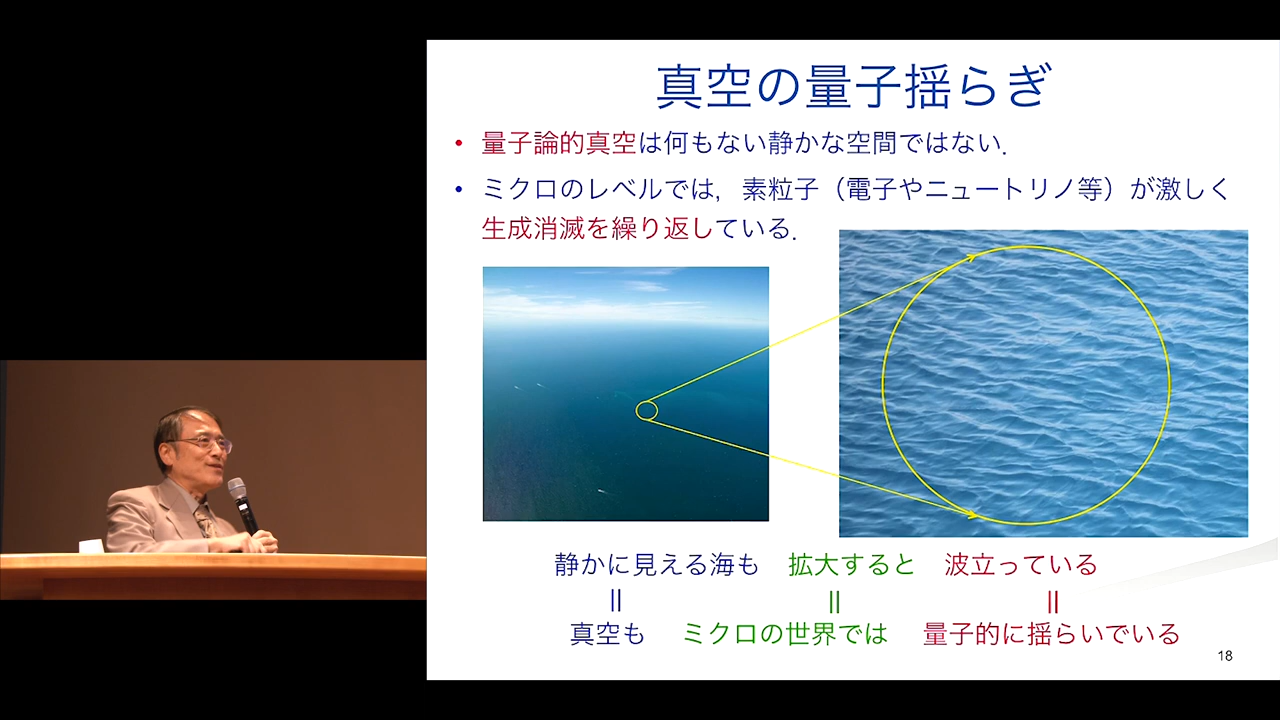 真空の量子揺らぎ
• 量子論的真空は何もない静かな空間ではない.
• ミクロのレベルでは, 素粒子（電子やニュートリノ等）が激しく
生成消滅を繰り返している.
静かに見える海も 拡大すると 波立っている
|| || ||
真空も ミクロの世界では 量子的に揺らいでいる
18